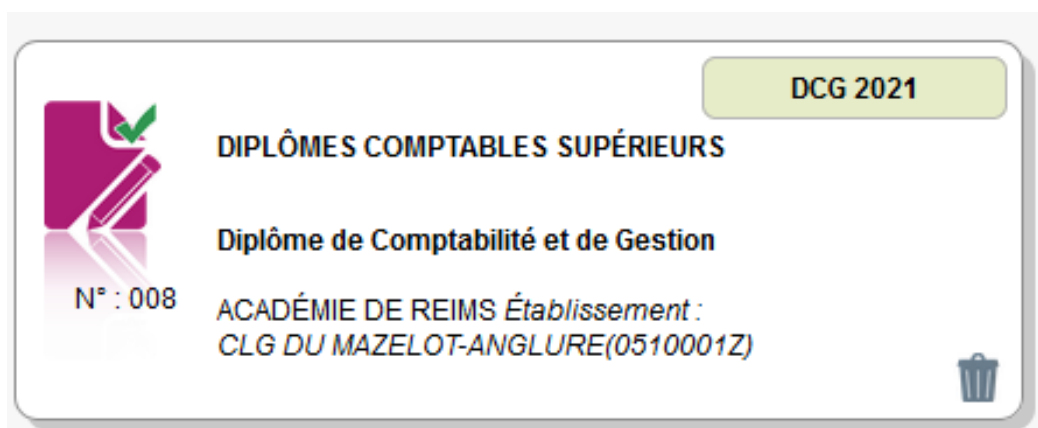 DCG 2021
DIPLÔMES COMPTABLES SUPÉRIEURS
Diplôme de Comptabilité et de Gestion
N° : 008
ACADÉMIE DE REIMS Établissement :
CLG DU MAZELOT-ANGLURE(0510001Z)